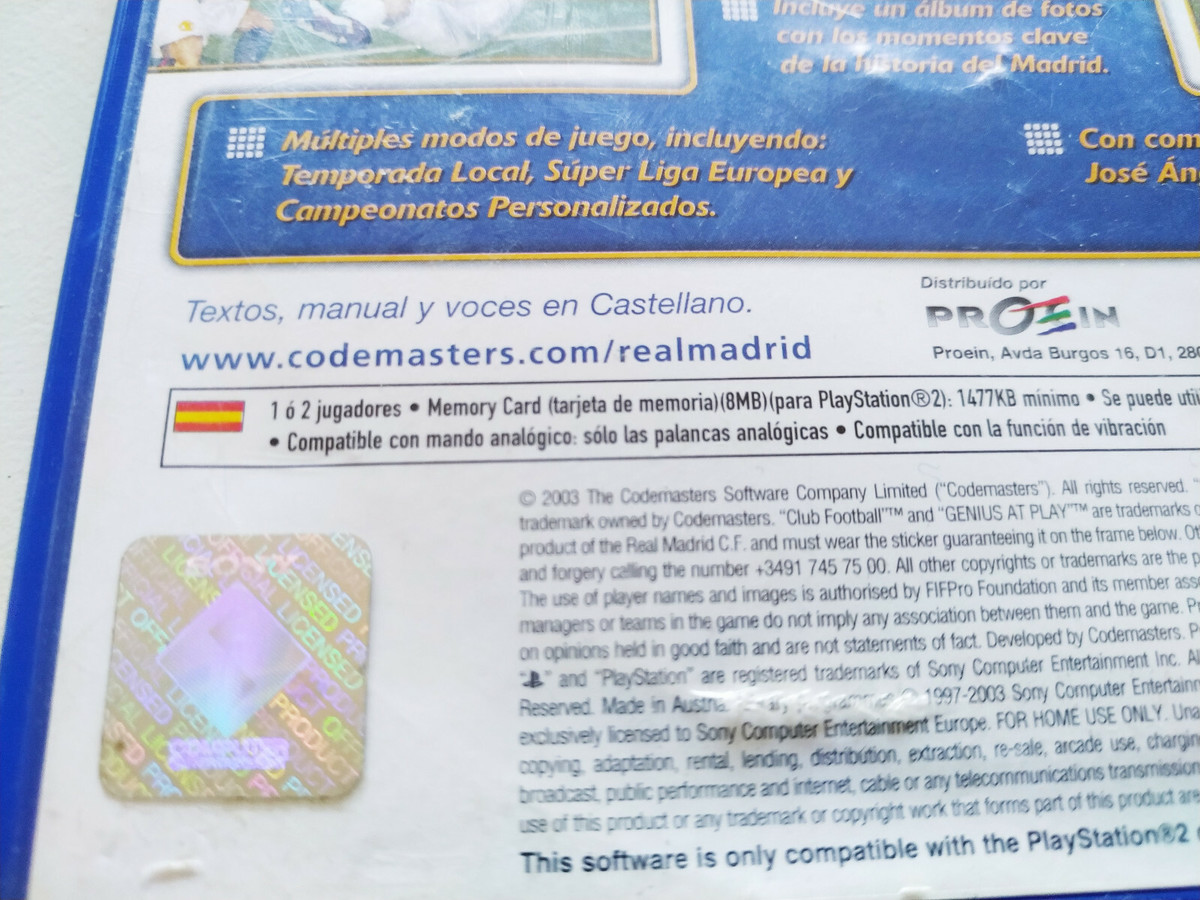 Incluye un álbum de fotos
con los momentos clave
de la historia del Madrid.
Múltiples modos de juego, incluyendo:
Temporada Local, Súper Liga Europea y
Campeonatos Personalizados.
Con com
José Án
Textos, manual y voces en Castellano.
www.codemasters.com/realmadrid
Distribuído por
PROEIN
Proein, Avda Burgos 16, D1, 280
1 ó 2 jugadores • Memory Card (tarjeta de memoria)(8MB)(para PlayStation®2): 1477KB mínimo • Se puede utili
• Compatible con mando analógico: sólo las palancas analógicas • Compatible con la función de vibración
© 2003 The Codemasters Software Company Limited ("Codemasters"). All rights reserved. "
trademark owned by Codemasters. "Club Football"™ and "GENIUS AT PLAY"™ are trademarks o
product of the Real Madrid C.F. and must wear the sticker guaranteeing it on the frame below. Ot
and forgery calling the number +3491 745 75 00. All other copyrights or trademarks are the p
The use of player names and images is authorised by FIFPro Foundation and its member asso
managers or teams in the game do not imply any association between them and the game. P
on opinions held in good faith and are not statements of fact. Developed by Codemasters. P
" " and "PlayStation" are registered trademarks of Sony Computer Entertainment Inc. Al
Reserved. Made in Austria. © 1997-2003 Sony Computer Entertainm
exclusively licensed to Sony Computer Entertainment Europe. FOR HOME USE ONLY. Unau
copying, adaptation, rental, lending, distribution, extraction, re-sale, arcade use, charging
broadcast, public performance and internet, cable or any telecommunications transmission
use of this product or any trademark or copyright work that forms part of this product are
This software is only compatible with the PlayStation®2 c
SONY
LICENSED
PRODUCT